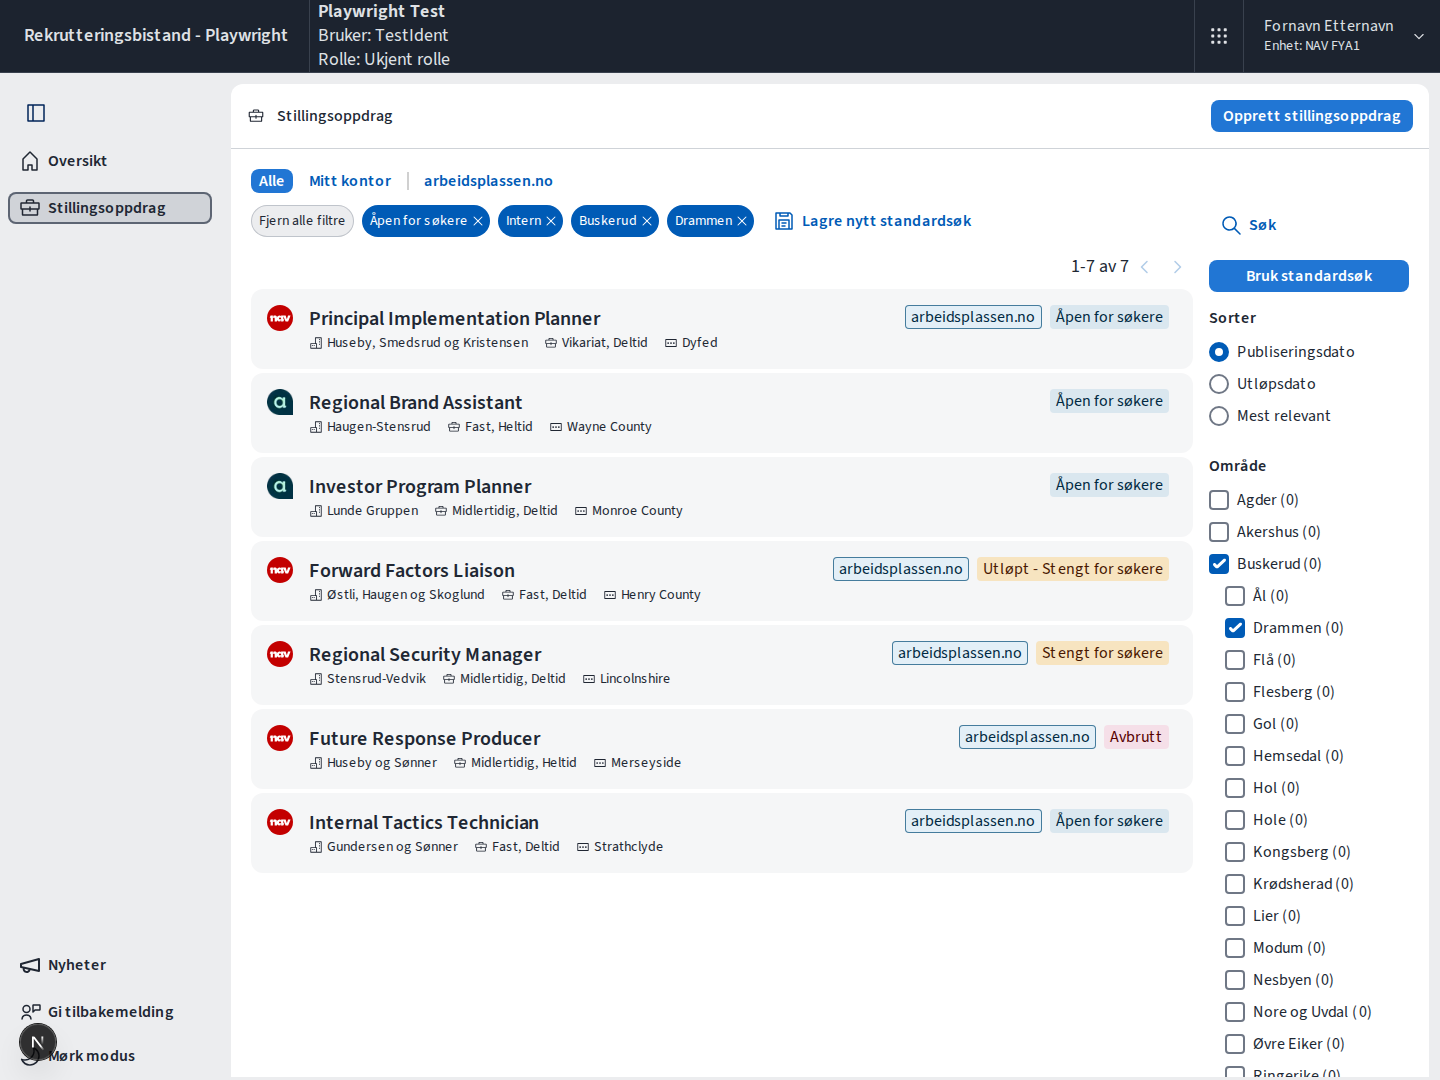 Rekrutteringsbistand - Playwright
Playwright Test
Bruker: TestIdent
Rolle: Ukjent rolle
Fornavn Etternavn
Enhet: NAV FYA1
Oversikt
Stillingsoppdrag
Nyheter
Gi tilbakemelding
N
Mørk modus
Stillingsoppdrag
Opprett stillingsoppdrag
Alle
Mitt kontor
arbeidsplassen.no
Fjern alle filtre
Åpen for søkere
Intern
Buskerud
Drammen
Lagre nytt standardsøk
1-7 av 7
nav
Principal Implementation Planner
arbeidsplassen.no
Åpen for søkere
Huseby, Smedsrud og Kristensen
Vikariat, Deltid
Dyfed
a
Regional Brand Assistant
Åpen for søkere
Haugen-Stensrud
Fast, Heltid
Wayne County
a
Investor Program Planner
Åpen for søkere
Lunde Gruppen
Midlertidig, Deltid
Monroe County
nav
Forward Factors Liaison
arbeidsplassen.no
Utløpt - Stengt for søkere
Østli, Haugen og Skoglund
Fast, Deltid
Henry County
nav
Regional Security Manager
arbeidsplassen.no
Stengt for søkere
Stensrud-Vedvik
Midlertidig, Deltid
Lincolnshire
nav
Future Response Producer
arbeidsplassen.no
Avbrutt
Huseby og Sønner
Midlertidig, Heltid
Merseyside
nav
Internal Tactics Technician
arbeidsplassen.no
Åpen for søkere
Gundersen og Sønner
Fast, Deltid
Strathclyde
Søk
Bruk standardsøk
Sorter
Publiseringsdato
Utløpsdato
Mest relevant
Område
Agder (0)
Akershus (0)
Buskerud (0)
Ål (0)
Drammen (0)
Flå (0)
Flesberg (0)
Gol (0)
Hemsedal (0)
Hol (0)
Hole (0)
Kongsberg (0)
Krødsherad (0)
Lier (0)
Modum (0)
Nesbyen (0)
Nore og Uvdal (0)
Øvre Eiker (0)
Ringerike (0)